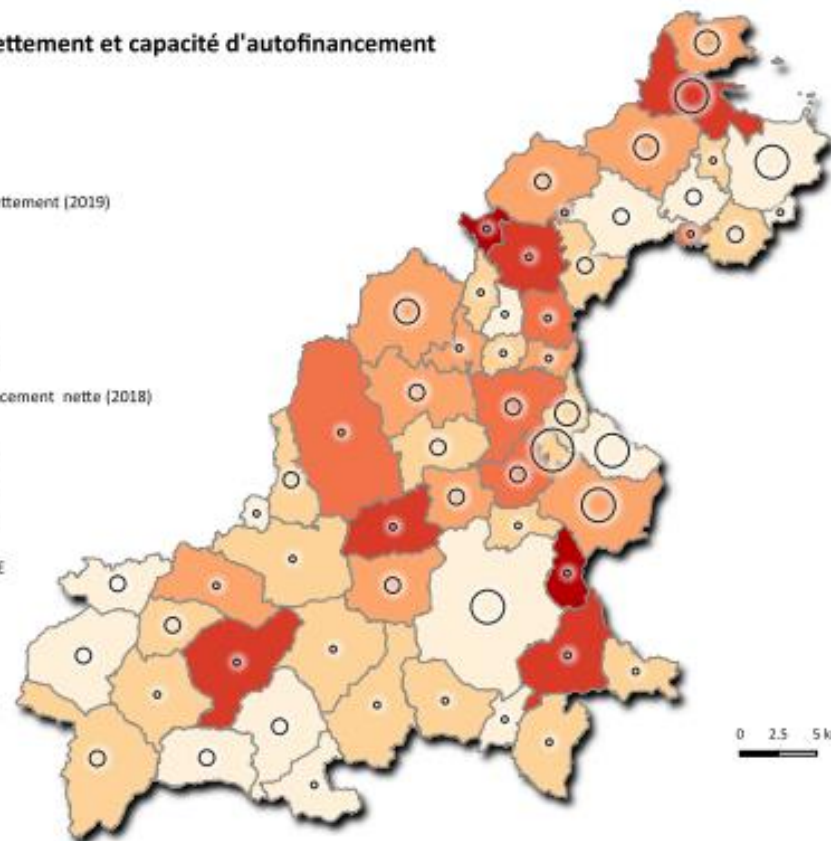 ettement et capacité d'autofinancement
ttement (2019)
cement nette (2018)
€
0 2.5 5 k